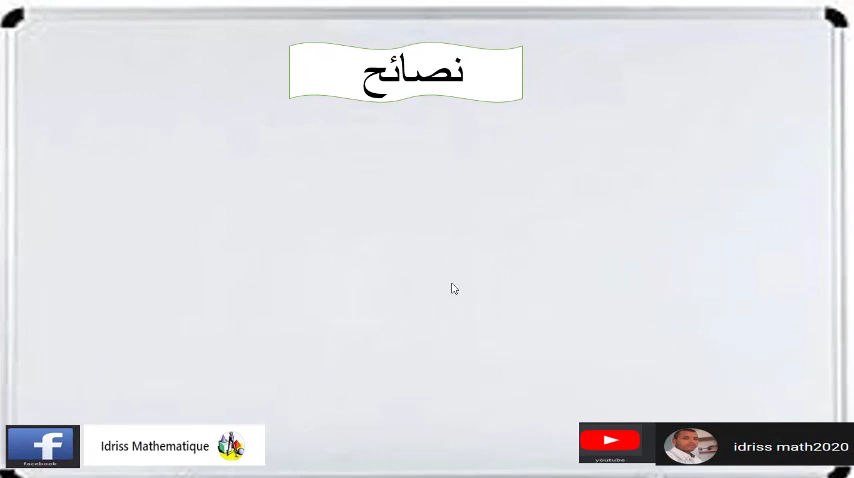 نصائح
facebook
Idriss Mathematique
youtube
idriss math2020